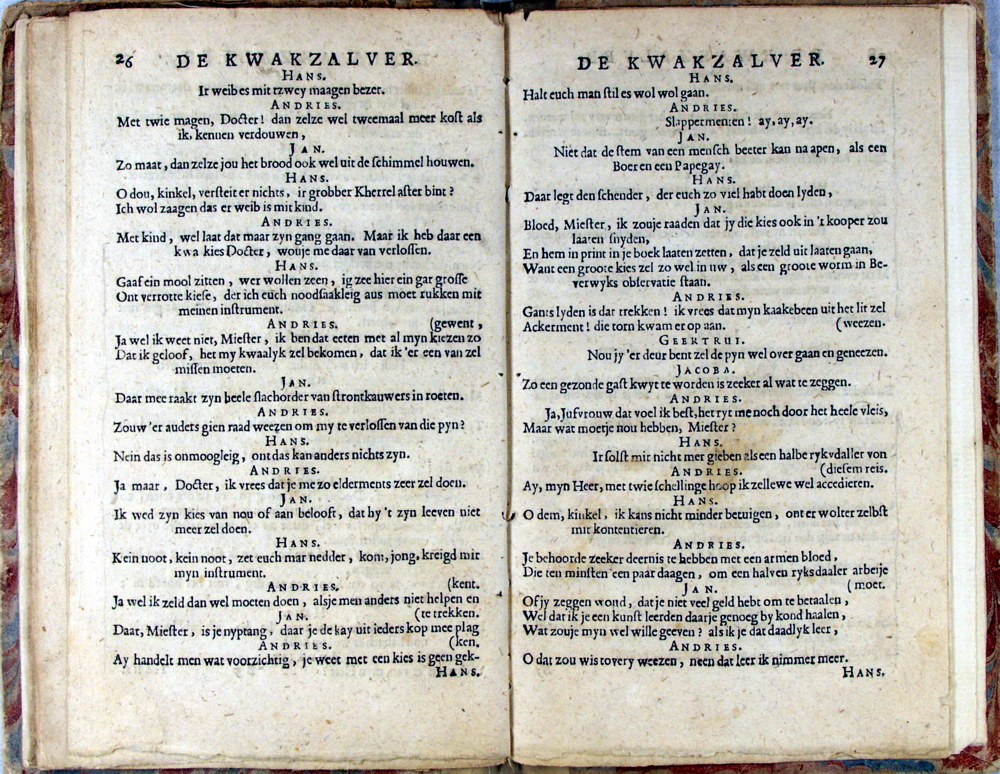 26 DE KWAKZALVER.
HANS.
Ir weib es mit tzwey maagen bezer.
ANDRIES.
Met twie magen, Docter! dan zelze wel tweemaal meer kost als
ik, kennen verdouwen,
JAN.
Zo maat, dan zelze jou het brood ook wel uit de schimmel houwen.
HANS.
O dou, kinkel, versteit er nichts, ir grobber Kherrel after bint?
Ich wol zaagen das er weib is mit kind.
ANDRIES.
Met kind, wel laat dat maar zyn gang gaan. Maar ik heb daar een
kwa kies Docter, wouje me daar van verlossen.
HANS.
Gaaf ein mool zitten, wer wollen zeen, ig zee hier ein gar grosse
Ont verrotte kiese, der ich euch noodsaakleig aus moet rukken mit
meinen instrument.
ANDRIES. (gewent,
Ja wel ik weet niet, Miester, ik ben dat eeten met al myn kiezen zo
Dat ik geloof, het my kwaalyk zel bekomen, dat ik 'er een van zel
missen moeten.
JAN.
Daar mee raakt zyn heele slachorder van strontkauwers in roeten.
ANDRIES.
Zouw 'er auders gien raad weezen om my te verlossen van die pyn?
HANS.
Nein das is onmoogleig, ont das kan anders nichts zyn.
ANDRIES.
Ja maar, Docter, ik vrees dat je me zo elderments zeer zel doen.
JAN.
Ik wed zyn kies van nou of aan belooft, dat hy 't zyn leeven niet
meer zel doen.
HANS.
Kein noot, kein noot, zet euch mar nedder, kom, jong, kreigd mit
myn instrument.
ANDRIES. (kent.
Ja wel ik zeld dan wel moeten doen, alsje men anders niet helpen en
JAN. (te trekken.
Daar, Miester, is je nyptang, daar je de kay uit ieders kop mee plag
ANDRIES. (ken.
Ay handelt men wat voorzichtig, je weet met een kies is geen gek-
HANS.
DE KWAKZALVER. 27
HANS.
Halt euch man stil es wol wol gaan.
ANDRIES.
Slappermenten! ay, ay, ay.
JAN.
Niet dat de stem van een mensch beeter kan na apen, als een
Boer en een Papegay.
HANS.
Daar legt den schender, der euch zo viel habt doen lyden,
JAN.
Bloed, Miester, ik zouje raaden dat jy die kies ook in 't kooper zou
laaten snyden,
En hem in print in je boek laaten zetten, dat je zeld uit laaten gaan,
Want een groote kies zel zo wel in uw, als een groote worm in Be-
verwyks observatie staan.
ANDRIES.
Gants lyden is dat trekken! ik vrees dat myn kaakebeen uit het lit zel
Ackerment! die torn kwam er op aan. (weezen.
GEERTRUI.
Nou jy 'er deur bent zel de pyn wel over gaan en geneezen.
JACOBA.
Zo een gezonde gast kwyt te worden is zeeker al wat te zeggen.
ANDRIES.
Ja, Jufvrouw dat voel ik best, het ryt me noch door het heele vleis,
Maar wat moetje nou hebben, Miester?
HANS.
Ir solst mir nicht mer gieben als een halbe rykxdaller von
ANDRIES. (diesem reis.
Ay, myn Heer, met twie schellinge hoop ik zellewe wel accedieren.
HANS.
O dem, kinkel, ik kans nicht minder betuigen, ont er wolter zelbst
mit kontentieren.
ANDRIES.
Je behoorde zeeker deernis te hebben met een armen bloed,
Die ten minsten een paar daagen, om een halven ryksdaaler arbeije
JAN. (moet.
Of jy zeggen woud, dat je niet veel geld hebt om te betaalen,
Wel dat ik je een kunst leerden daarje genoeg by kond haalen,
Wat zouje myn wel wille geeven? als ik je dat daadlyk leer,
ANDRIES.
O dat zou wis tovery weezen, neen dat leer ik nimmer meer.
HANS.